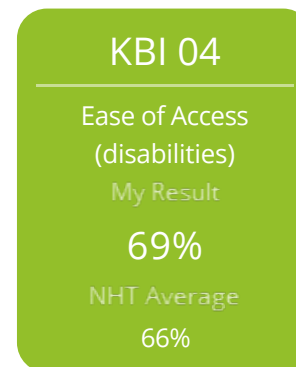 KBI 04
Ease of Access
(disabilities)
My Result
69%
NHT Average
66%